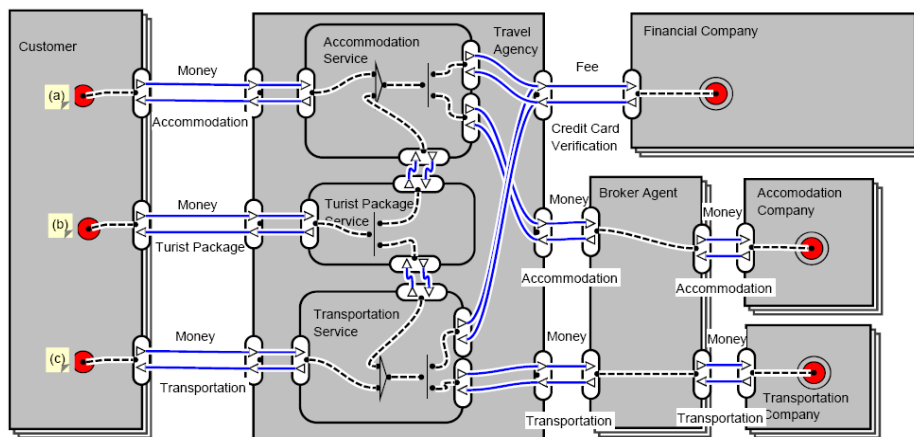 Customer
Accommodation
Service
Travel
Agency
Financial Company
(a)
Money
Accommodation
Fee
Credit Card
Verification
(b)
Money
Turist Package
Turist Package
Service
Money
Accommodation
Broker Agent
Money
Accommodation
Accomodation
Company
(c)
Money
Transportation
Transportation
Service
Money
Transportation
Money
Transportation
Transportation
Company